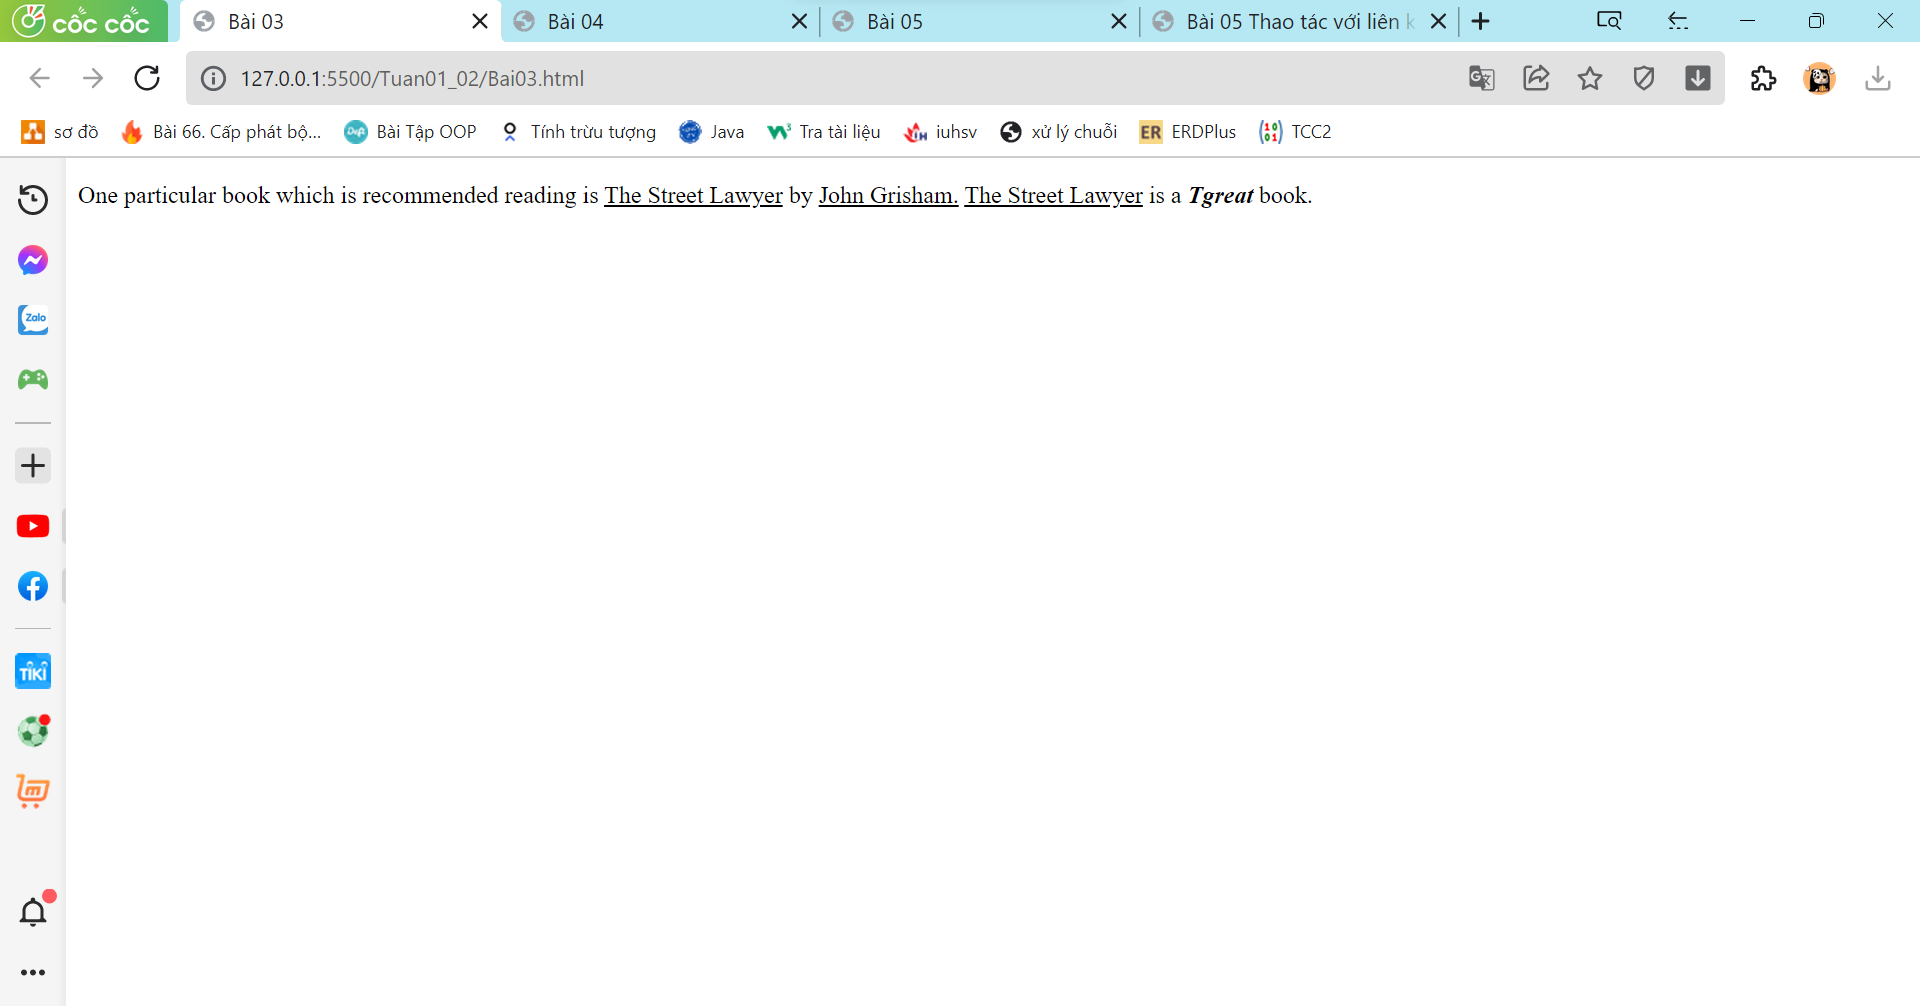 cốc cốc
Bài 03
Bài 04
Bài 05
Bài 05 Thao tác với liên k
127.0.0.1:5500/Tuan01_02/Bai03.html
sơ đồ
Bài 66. Cấp phát bộ...
Bài Tập OOP
Tính trừu tượng
Java
Tra tài liệu
iuhsv
xử lý chuỗi
ER ERDPlus
TCC2
One particular book which is recommended reading is The Street Lawyer by John Grisham. The Street Lawyer is a Tgreat book.
Zalo
TIKI